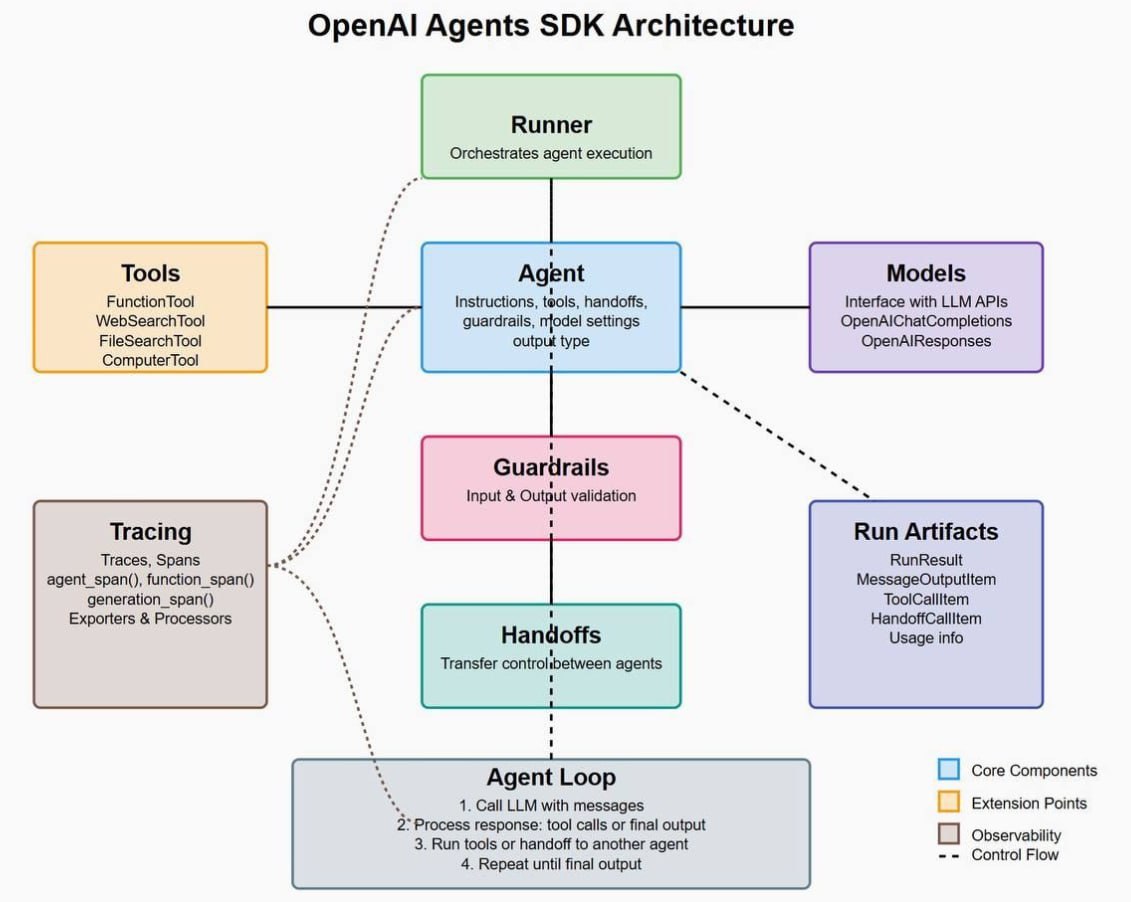 OpenAI Agents SDK Architecture
Runner
Orchestrates agent execution
Tools
FunctionTool
WebSearchTool
FileSearchTool
ComputerTool
Agent
Instructions, tools, handoffs,
guardrails, model settings
output type
Models
Interface with LLM APIs
OpenAIChatCompletions
OpenAIResponses
Guardrails
Input & Output validation
Tracing
Traces, Spans
agent_span(), function_span()
generation_span()
Exporters & Processors
Handoffs
Transfer control between agents
Run Artifacts
RunResult
MessageOutputItem
ToolCallItem
HandoffCallItem
Usage info
Agent Loop
1. Call LLM with messages
2. Process response: tool calls or final output
3. Run tools or handoff to another agent
4. Repeat until final output
Core Components
Extension Points
Observability
Control Flow